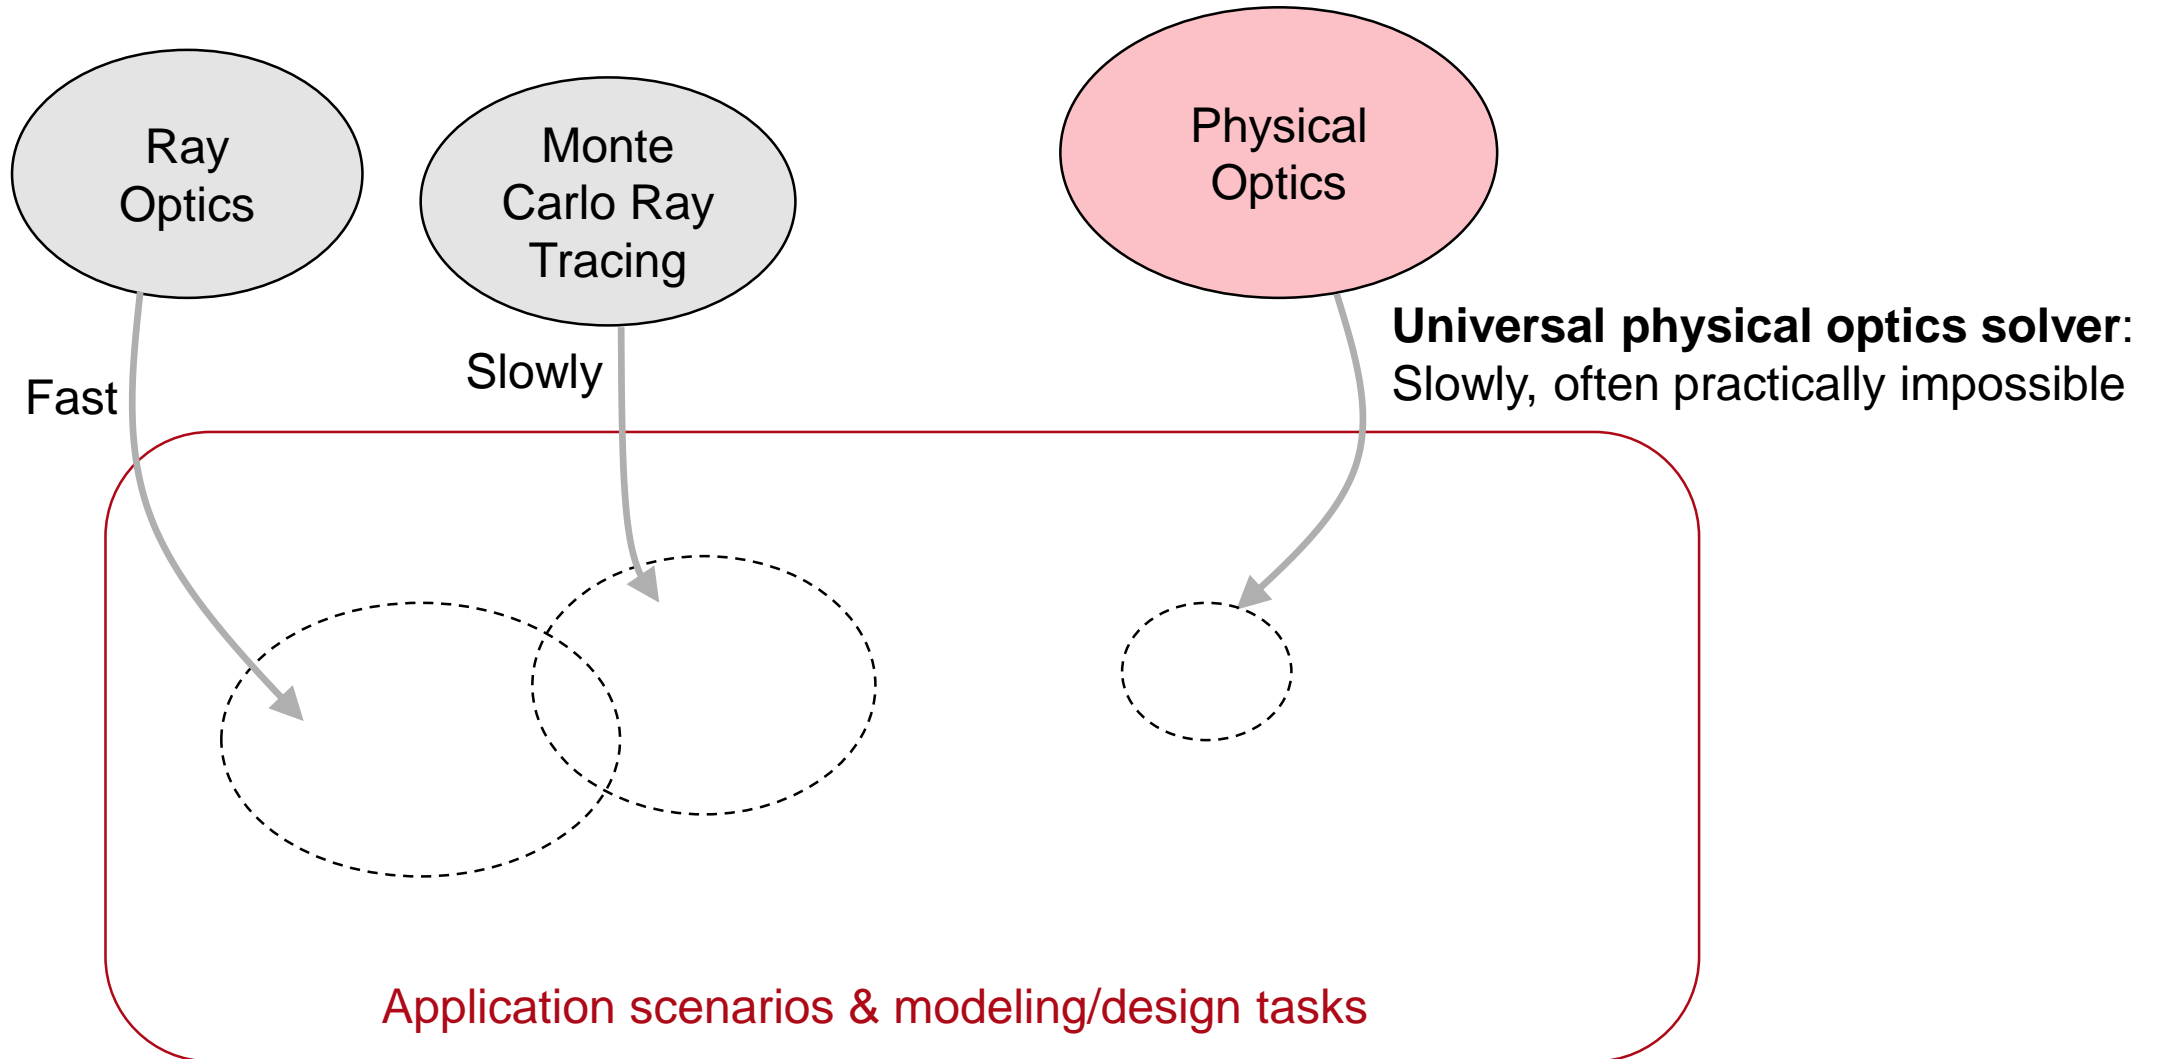 Ray
Optics
Monte
Carlo Ray
Tracing
Physical
Optics
Fast
Slowly
Universal physical optics solver:
Slowly, often practically impossible
Application scenarios & modeling/design tasks